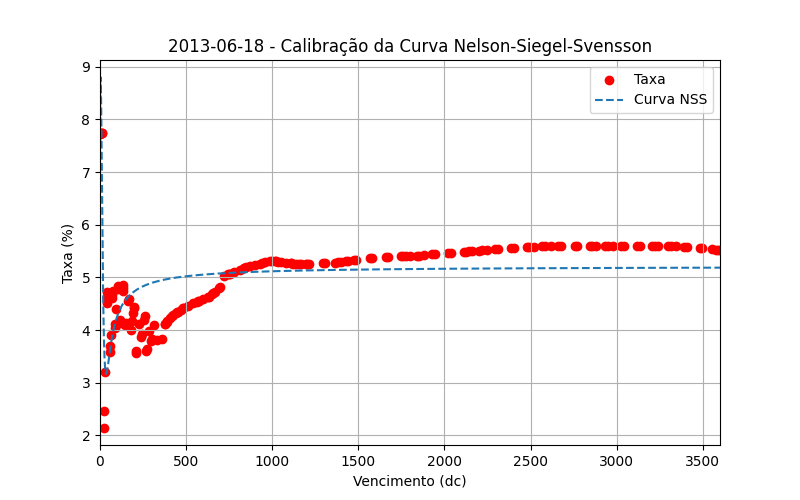 2013-06-18 - Calibração da Curva Nelson-Siegel-Svensson
Taxa
Curva NSS
Taxa (%)
9
8
7
6
5
4
3
2
0 500 1000 1500 2000 2500 3000 3500
Vencimento (dc)